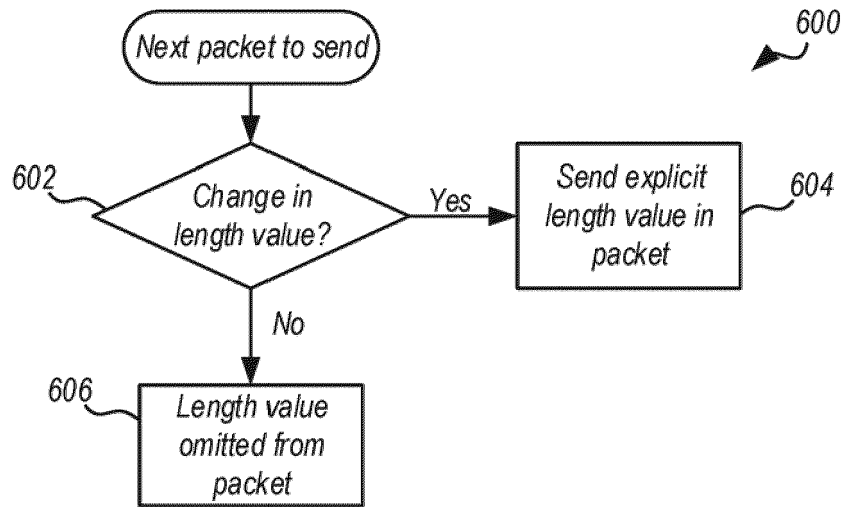 Next packet to send
600
602
Change in
length value?
Yes
Send explicit
length value in
packet
604
No
606
Length value
omitted from
packet